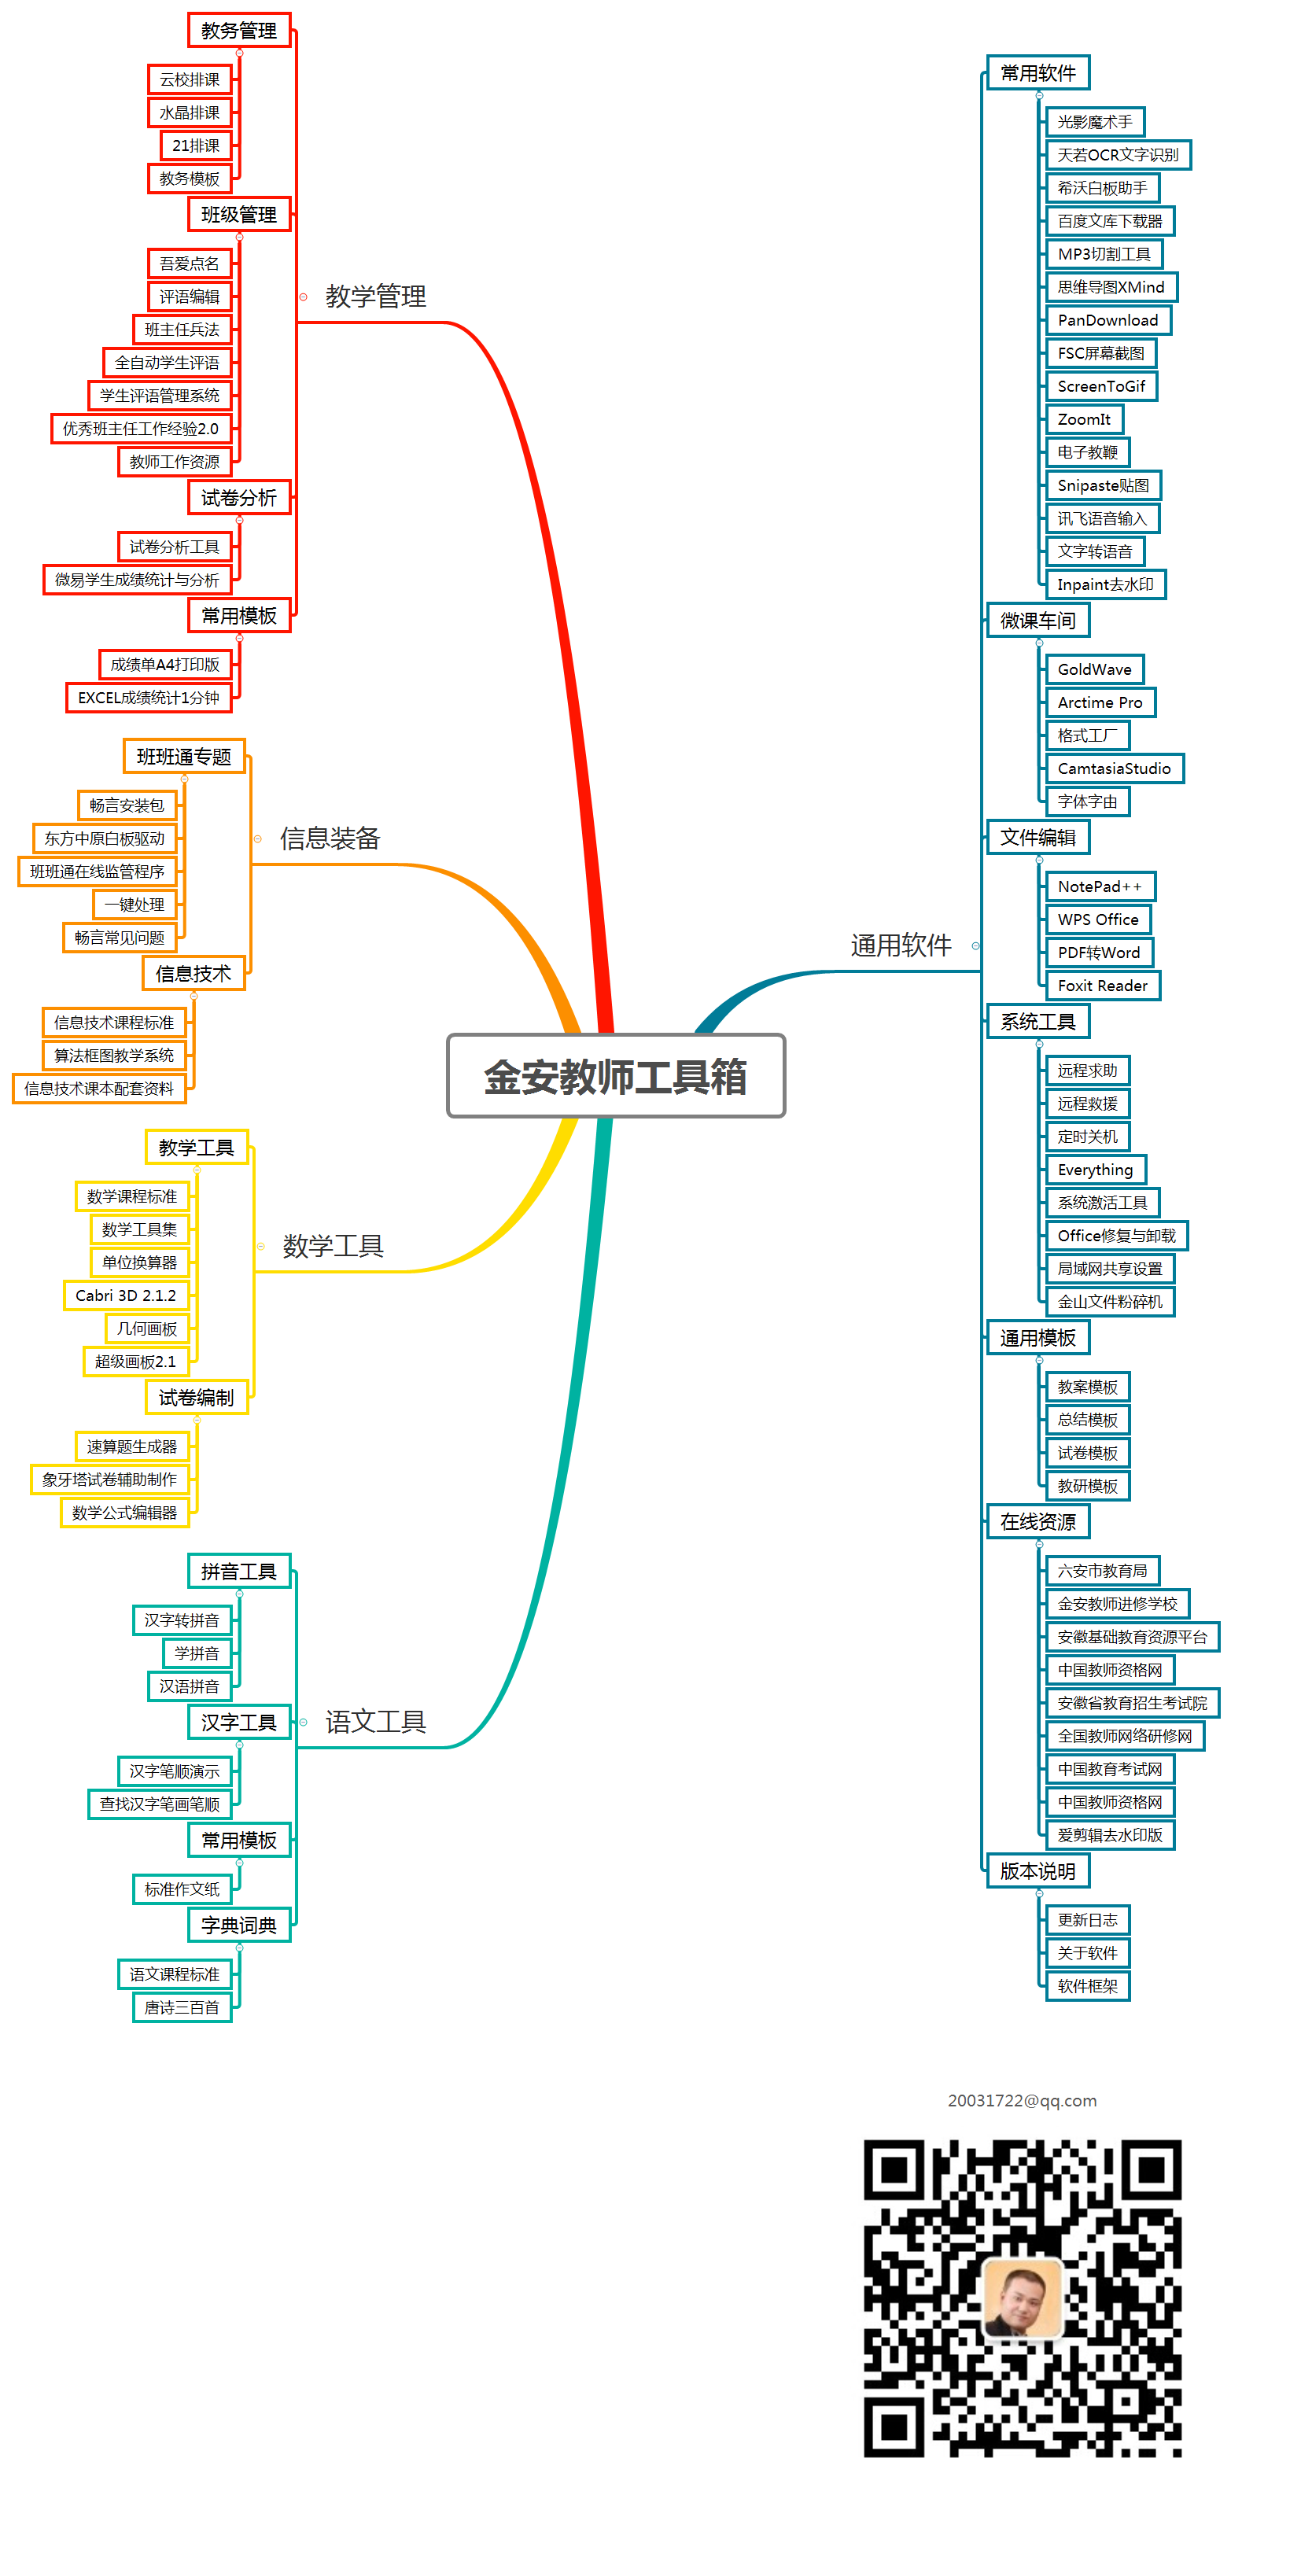 金安教师工具箱
教学管理
教务管理
云校排课
水晶排课
21排课
教务模板
班级管理
吾爱点名
评语编辑
班主任兵法
全自动学生评语
学生评语管理系统
优秀班主任工作经验2.0
教师工作资源
试卷分析
试卷分析工具
微易学生成绩统计与分析
常用模板
成绩单A4打印版
EXCEL成绩统计1分钟
信息装备
班班通专题
畅言安装包
东方中原白板驱动
班班通在线监管程序
一键处理
畅言常见问题
信息技术
信息技术课程标准
算法框图教学系统
信息技术课本配套资料
数学工具
教学工具
数学课程标准
数学工具集
单位换算器
Cabri 3D 2.1.2
几何画板
超级画板2.1
试卷编制
速算题生成器
象牙塔试卷辅助制作
数学公式编辑器
语文工具
拼音工具
汉字转拼音
学拼音
汉语拼音
汉字工具
汉字笔顺演示
查找汉字笔画笔顺
常用模板
标准作文纸
字典词典
语文课程标准
唐诗三百首
通用软件
常用软件
光影魔术手
天若OCR文字识别
希沃白板助手
百度文库下载器
MP3切割工具
思维导图XMind
PanDownload
FSC屏幕截图
ScreenToGif
ZoomIt
电子教鞭
Snipaste贴图
讯飞语音输入
文字转语音
Inpaint去水印
微课车间
GoldWave
Arctime Pro
格式工厂
CamtasiaStudio
字体字由
文件编辑
NotePad++
WPS Office
PDF转Word
Foxit Reader
系统工具
远程求助
远程救援
定时关机
Everything
系统激活工具
Office修复与卸载
局域网共享设置
金山文件粉碎机
通用模板
教案模板
总结模板
试卷模板
教研模板
在线资源
六安市教育局
金安教师进修学校
安徽基础教育资源平台
中国教师资格网
安徽省教育招生考试院
全国教师网络研修网
中国教育考试网
中国教师资格网
爱剪辑去水印版
版本说明
更新日志
关于软件
软件框架
20031722@qq.com